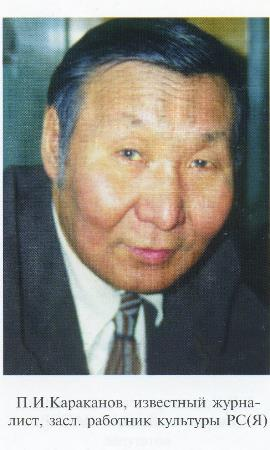 П.И.Караканов, известный журна-
лист, засл. работник культуры РС(Я)